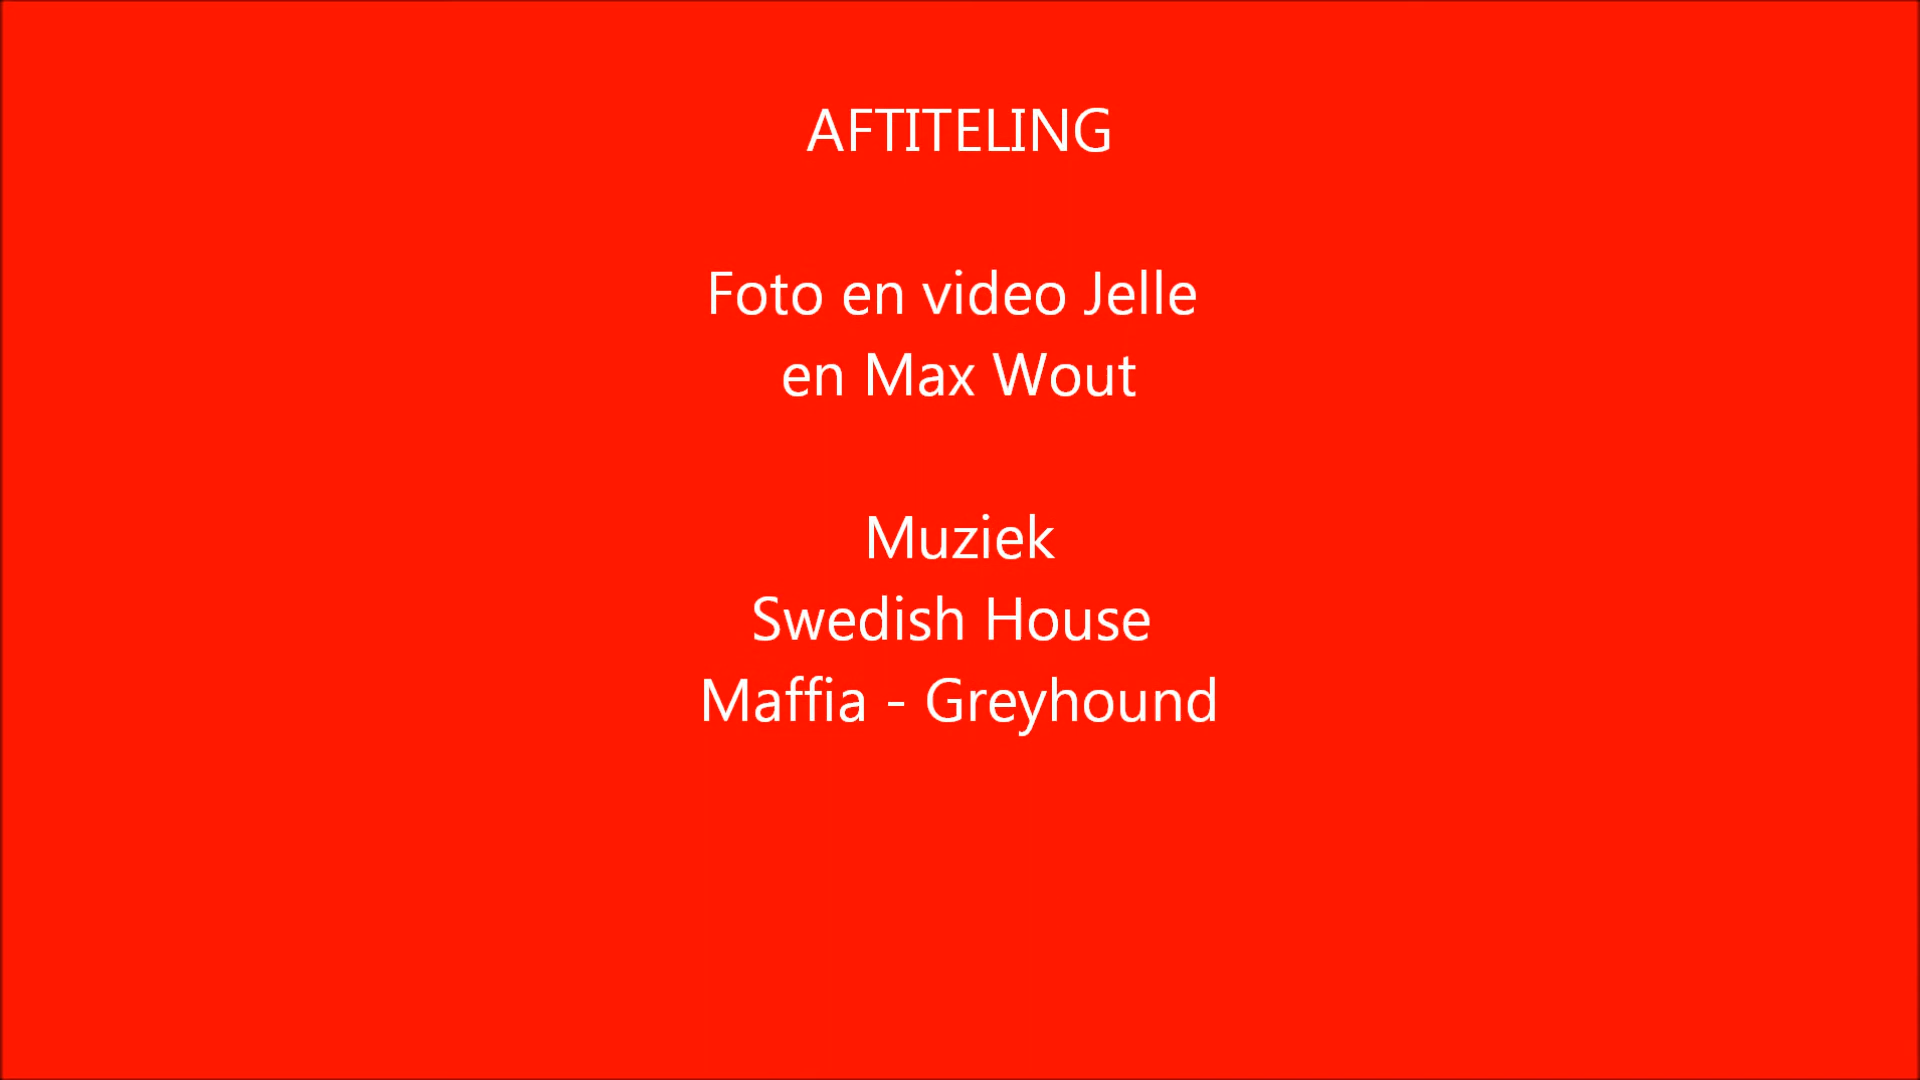 AFTITELING
Foto en video Jelle
en Max Wout
Muziek
Swedish House
Maffia - Greyhound